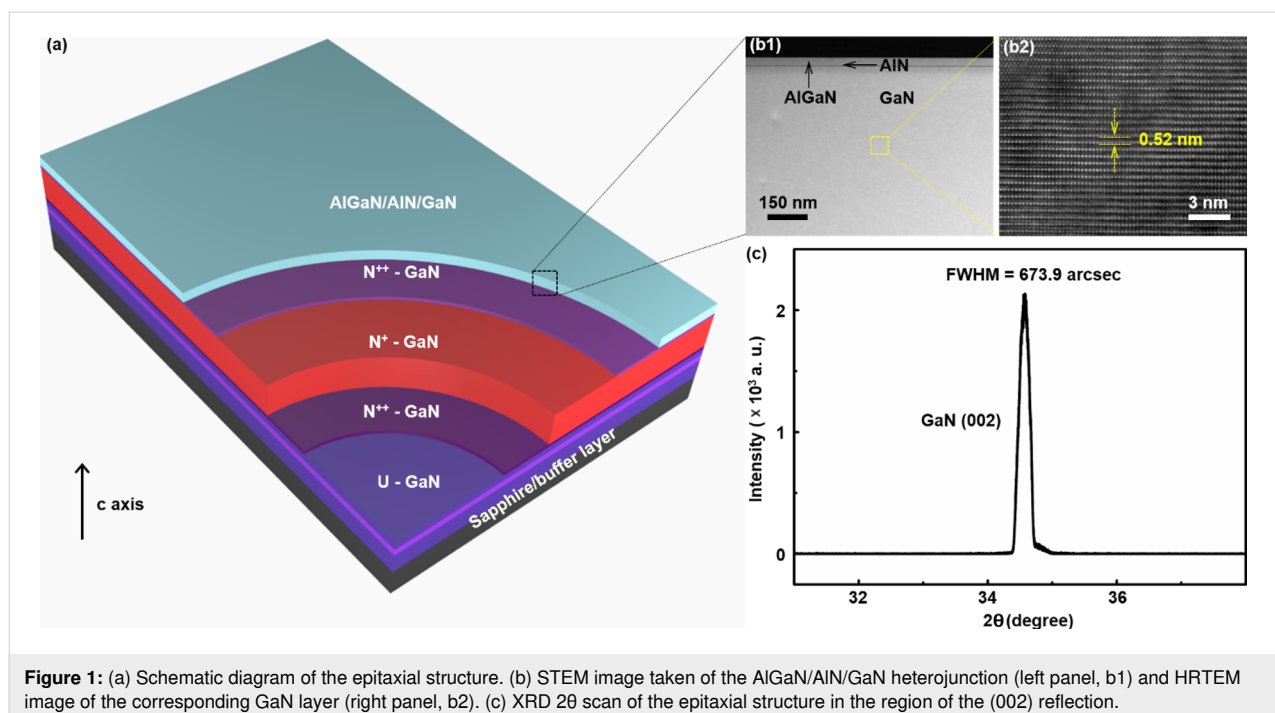 (a)
AlGaN/AlN/GaN
N⁺⁺ - GaN
N⁺ - GaN
N⁺⁺ - GaN
U - GaN
Sapphire/buffer layer
c axis
(b1)
AlN
AlGaN
GaN
150 nm
(b2)
0.52 nm
3 nm
(c)
FWHM = 673.9 arcsec
GaN (002)
Intensity ( × 10³ a. u.)
2
1
0
32
34
36
2θ (degree)
Figure 1: (a) Schematic diagram of the epitaxial structure. (b) STEM image taken of the AlGaN/AlN/GaN heterojunction (left panel, b1) and HRTEM
image of the corresponding GaN layer (right panel, b2). (c) XRD 2θ scan of the epitaxial structure in the region of the (002) reflection.